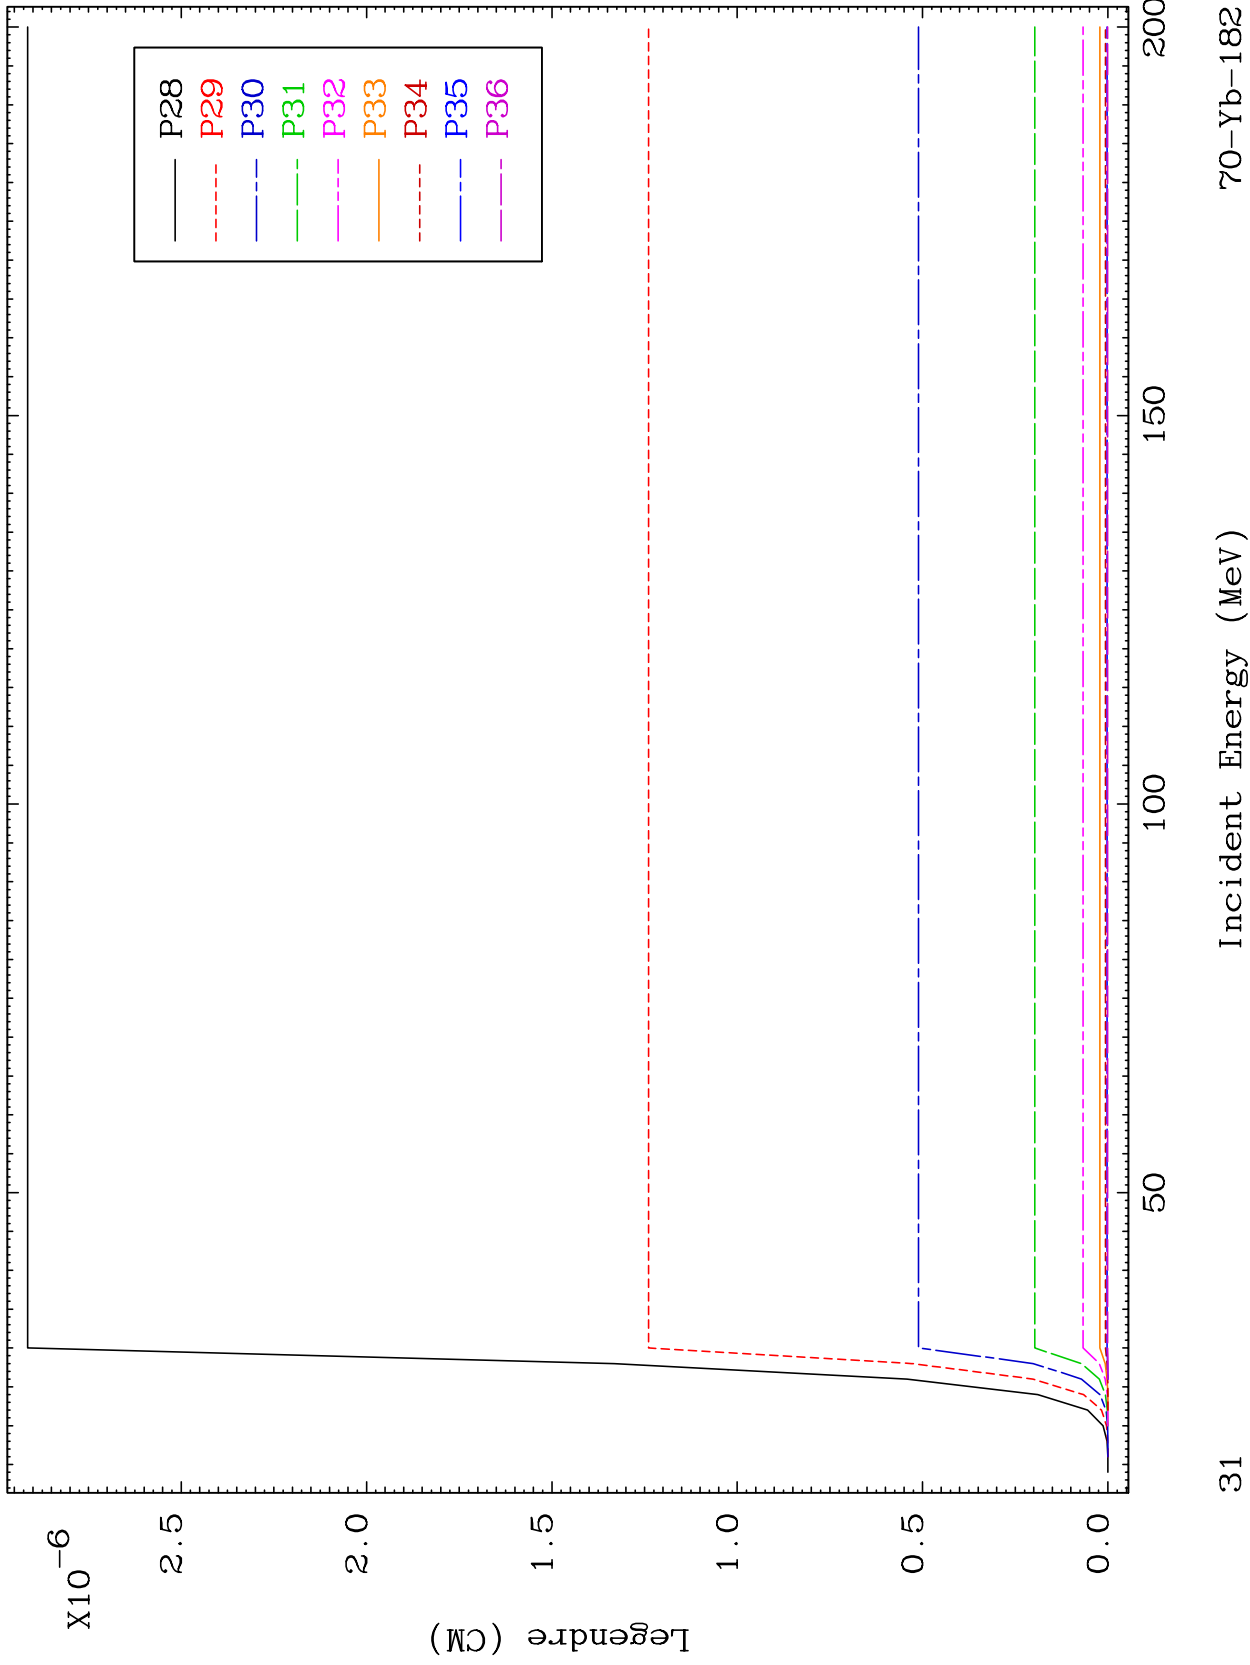 X10-6
2.5
2.0
1.5
1.0
0.5
0.0
Legendre (CM)
P28
P29
P30
P31
P32
P33
P34
P35
P36
50
100
150
200
Incident Energy (MeV)
31
70-Yb-182